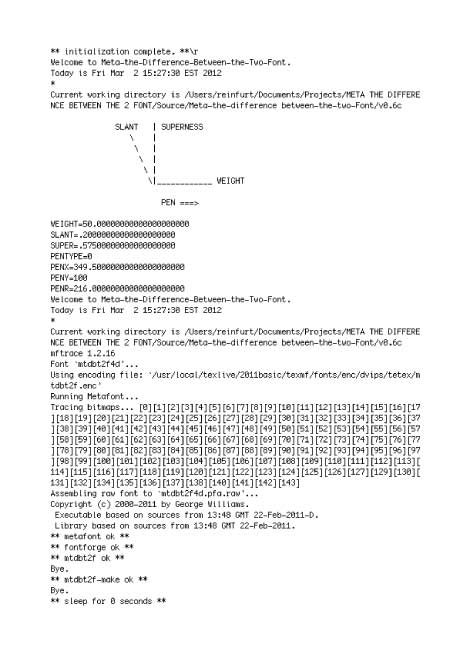 ** initialization complete. **\r
Welcome to Meta-the-Difference-Between-the-Two-Font.
Today is Fri Mar  2 15:27:30 EST 2012
*
Current working directory is /Users/reinfurt/Documents/Projects/META THE DIFFERE
NCE BETWEEN THE 2 FONT/Source/Meta-the-difference between-the-two-Font/v0.6c
SLANT   | SUPERNESS
\   |
\  |
\  |
\ |
\|____________ WEIGHT
PEN ===>
WEIGHT=50.00000000000000000000
SLANT=.20000000000000000000
SUPER=.57500000000000000000
PENTYPE=0
PENX=349.50000000000000000000
PENY=100
PENR=216.00000000000000000000
Welcome to Meta-the-Difference-Between-the-Two-Font.
Today is Fri Mar  2 15:27:30 EST 2012
*
Current working directory is /Users/reinfurt/Documents/Projects/META THE DIFFERE
NCE BETWEEN THE 2 FONT/Source/Meta-the-difference between-the-two-Font/v0.6c
mftrace 1.2.16
Font 'mtdbt2f4d'...
Using encoding file: '/usr/local/texlive/2011basic/texmf/fonts/enc/dvips/tetex/m
tdbt2f.enc'
Running Metafont...
Tracing bitmaps... [0][1][2][3][4][5][6][7][8][9][10][11][12][13][14][15][16][17
][18][19][20][21][22][23][24][25][26][27][28][29][30][31][32][33][34][35][36][37
][38][39][40][41][42][43][44][45][46][47][48][49][50][51][52][53][54][55][56][57
][58][59][60][61][62][63][64][65][66][67][68][69][70][71][72][73][74][75][76][77
][78][79][80][81][82][83][84][85][86][87][88][89][90][91][92][93][94][95][96][97
][98][99][100][101][102][103][104][105][106][107][108][109][110][111][112][113][
114][115][116][117][118][119][120][121][122][123][124][125][126][127][129][130][
131][132][134][135][136][137][138][140][141][142][143]
Assembling raw font to 'mtdbt2f4d.pfa.raw'...
Copyright (c) 2000-2011 by George Williams.
 Executable based on sources from 13:48 GMT 22-Feb-2011-D.
 Library based on sources from 13:48 GMT 22-Feb-2011.
** metafont ok **
** fontforge ok **
** mtdbt2f ok **
Bye.
** mtdbt2f-make ok **
Bye.
** sleep for 0 seconds **